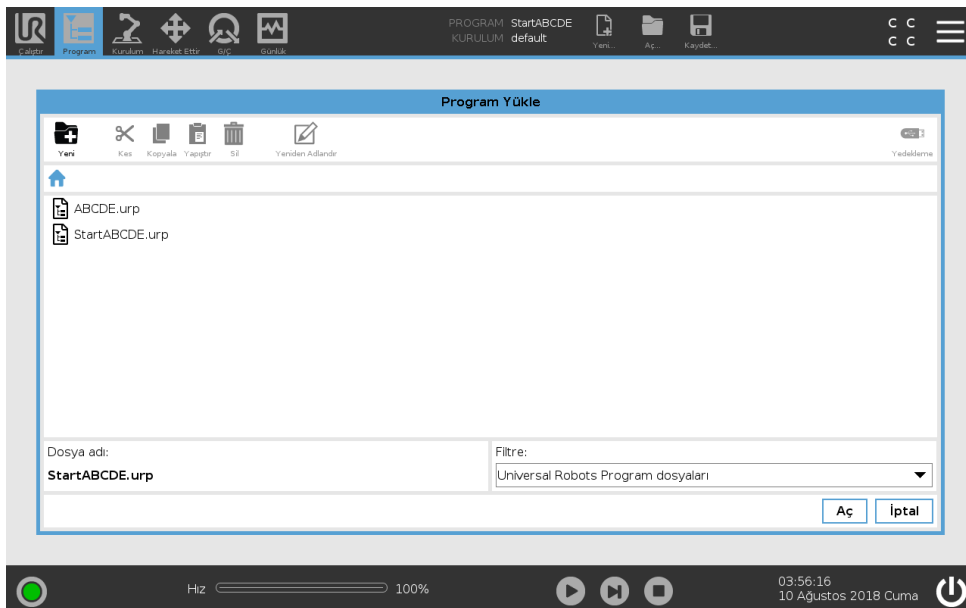 PROGRAM StartABCDE
KURULUM default
C C
C C
Çalıştır Program Kurulum Hareket Ettir G/Ç Günlük Yeni... Aç... Kaydet...
Program Yükle
Yeni Kes Kopyala Yapıştır Sil Yeniden Adlandır Yedekleme
ABCDE.urp
StartABCDE.urp
Dosya adı: Filtre:
StartABCDE.urp Universal Robots Program dosyaları
Aç İptal
Hız 100% 03:56:16
10 Ağustos 2018 Cuma